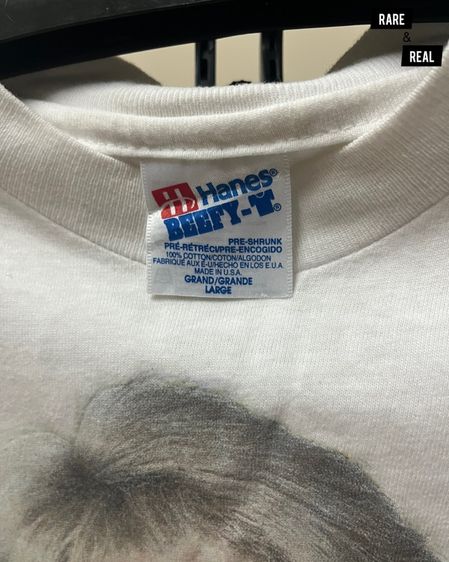 RARE
&
REAL
Hanes®
BEEFY-T®
PRE-SHRUNK
PRÉ-RÉTRÉCI/PRE-ENCOGIDO
100% COTTON/COTON/ALGODON
FABRIQUÉ AUX É-U/HECHO EN LOS E.U.A.
MADE IN U.S.A.
GRAND/GRANDE
LARGE